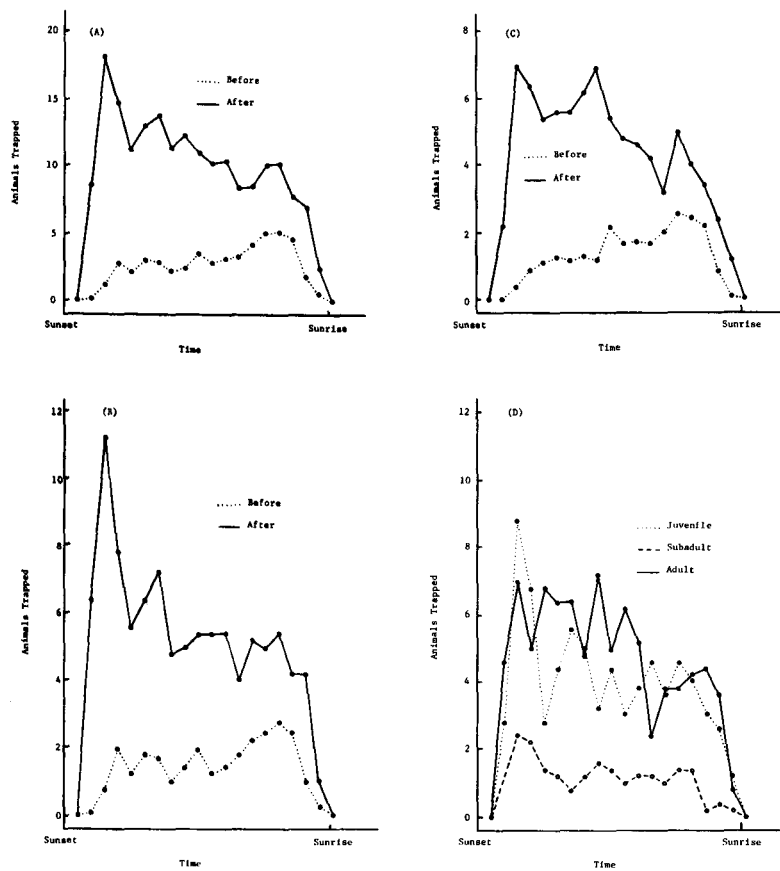 (A)
20
15
10
5
0
Animals Trapped
Before
After
Sunset
Sunrise
Time
(C)
8
6
4
2
0
Animals Trapped
Before
After
Sunset
Sunrise
Time
(B)
12
10
8
6
4
2
0
Animals Trapped
Before
After
Sunset
Sunrise
Time
(D)
12
10
8
6
4
2
0
Animals Trapped
Juvenile
Subadult
Adult
Sunset
Sunrise
Time